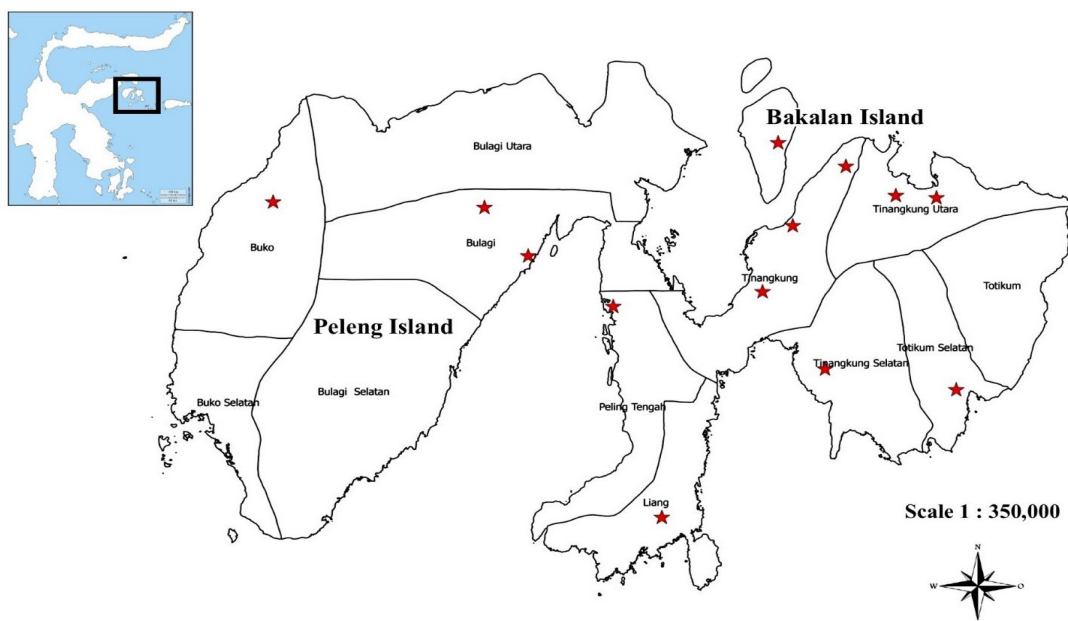 Bakalan Island
Bulagi Utara
Tinangkung Utara
Buko
Bulagi
Tinangkung
Totikum
Peleng Island
Totikum Selatan
Tinangkung Selatan
Bulagi Selatan
Buko Selatan
Peling Tengah
Liang
Scale 1 : 350,000
N
W
O
S